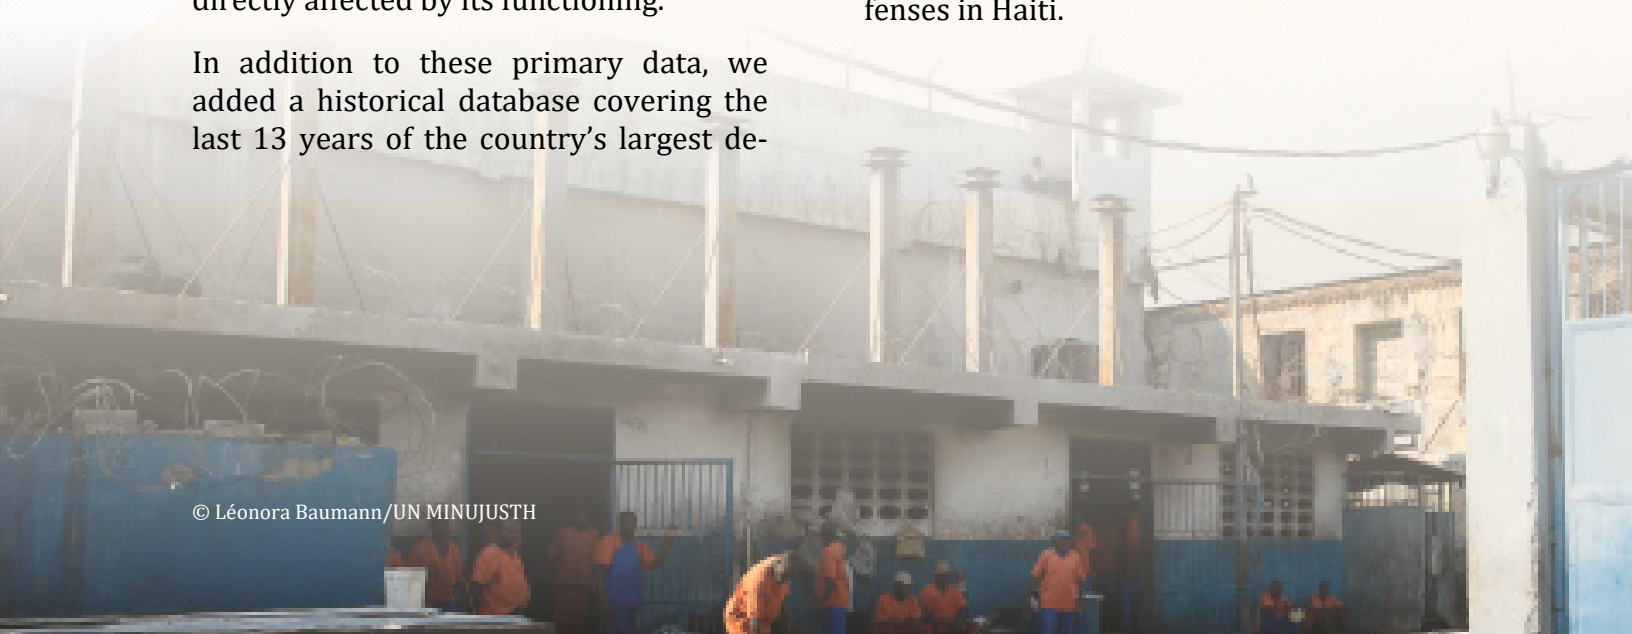 directly affected by its functioning.
In addition to these primary data, we
added a historical database covering the
last 13 years of the country’s largest de-
fenses in Haiti.
© Léonora Baumann/UN MINUJUSTH